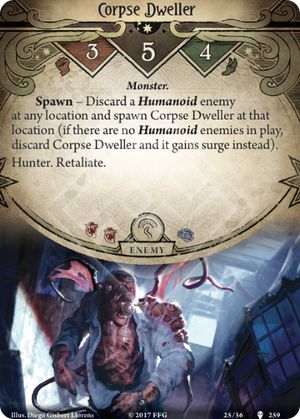 Corpse Dweller
3 5 4
Monster.
Spawn – Discard a Humanoid enemy
at any location and spawn Corpse Dweller at that
location (if there are no Humanoid enemies in play,
discard Corpse Dweller and it gains surge instead).
Hunter. Retaliate.
ENEMY
Illus. Diego Gisbert Llorens © 2017 FFG 25/36 259